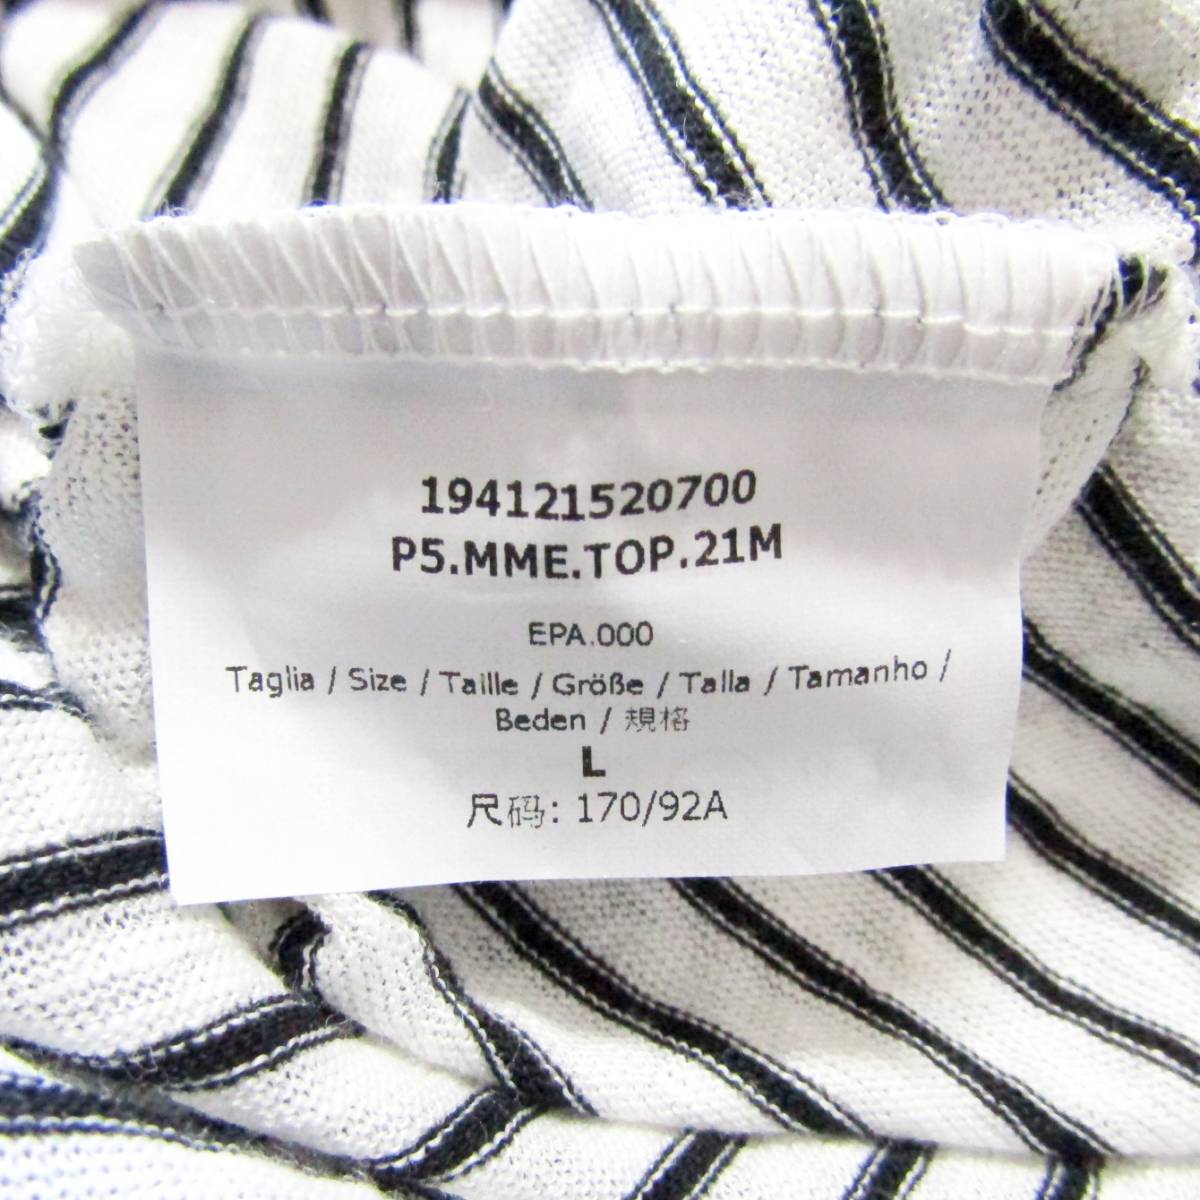 194121520700
P5.MME.TOP.21M
EPA.000
Taglia / Size / Taille / Größe / Talla / Tamanho /
Beden / 規格
L
尺码: 170/92A